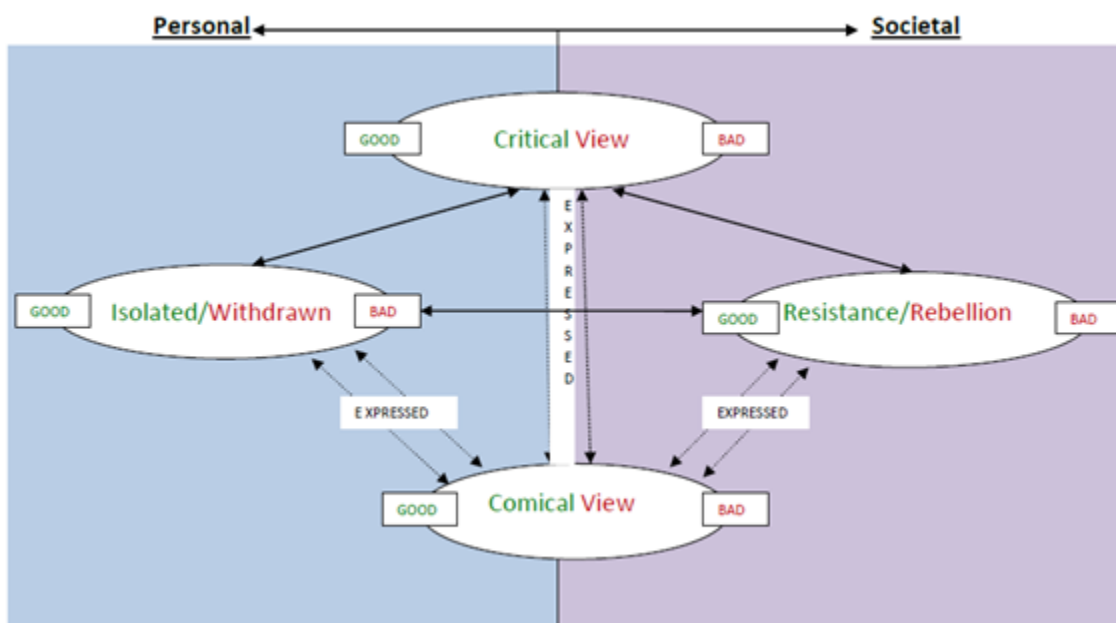 Personal
Societal
GOOD
Critical View
BAD
E
X
P
R
E
S
S
E
D
GOOD
Isolated/Withdrawn
BAD
GOOD
Resistance/Rebellion
BAD
E XPRESSED
EXPRESSED
GOOD
Comical View
BAD